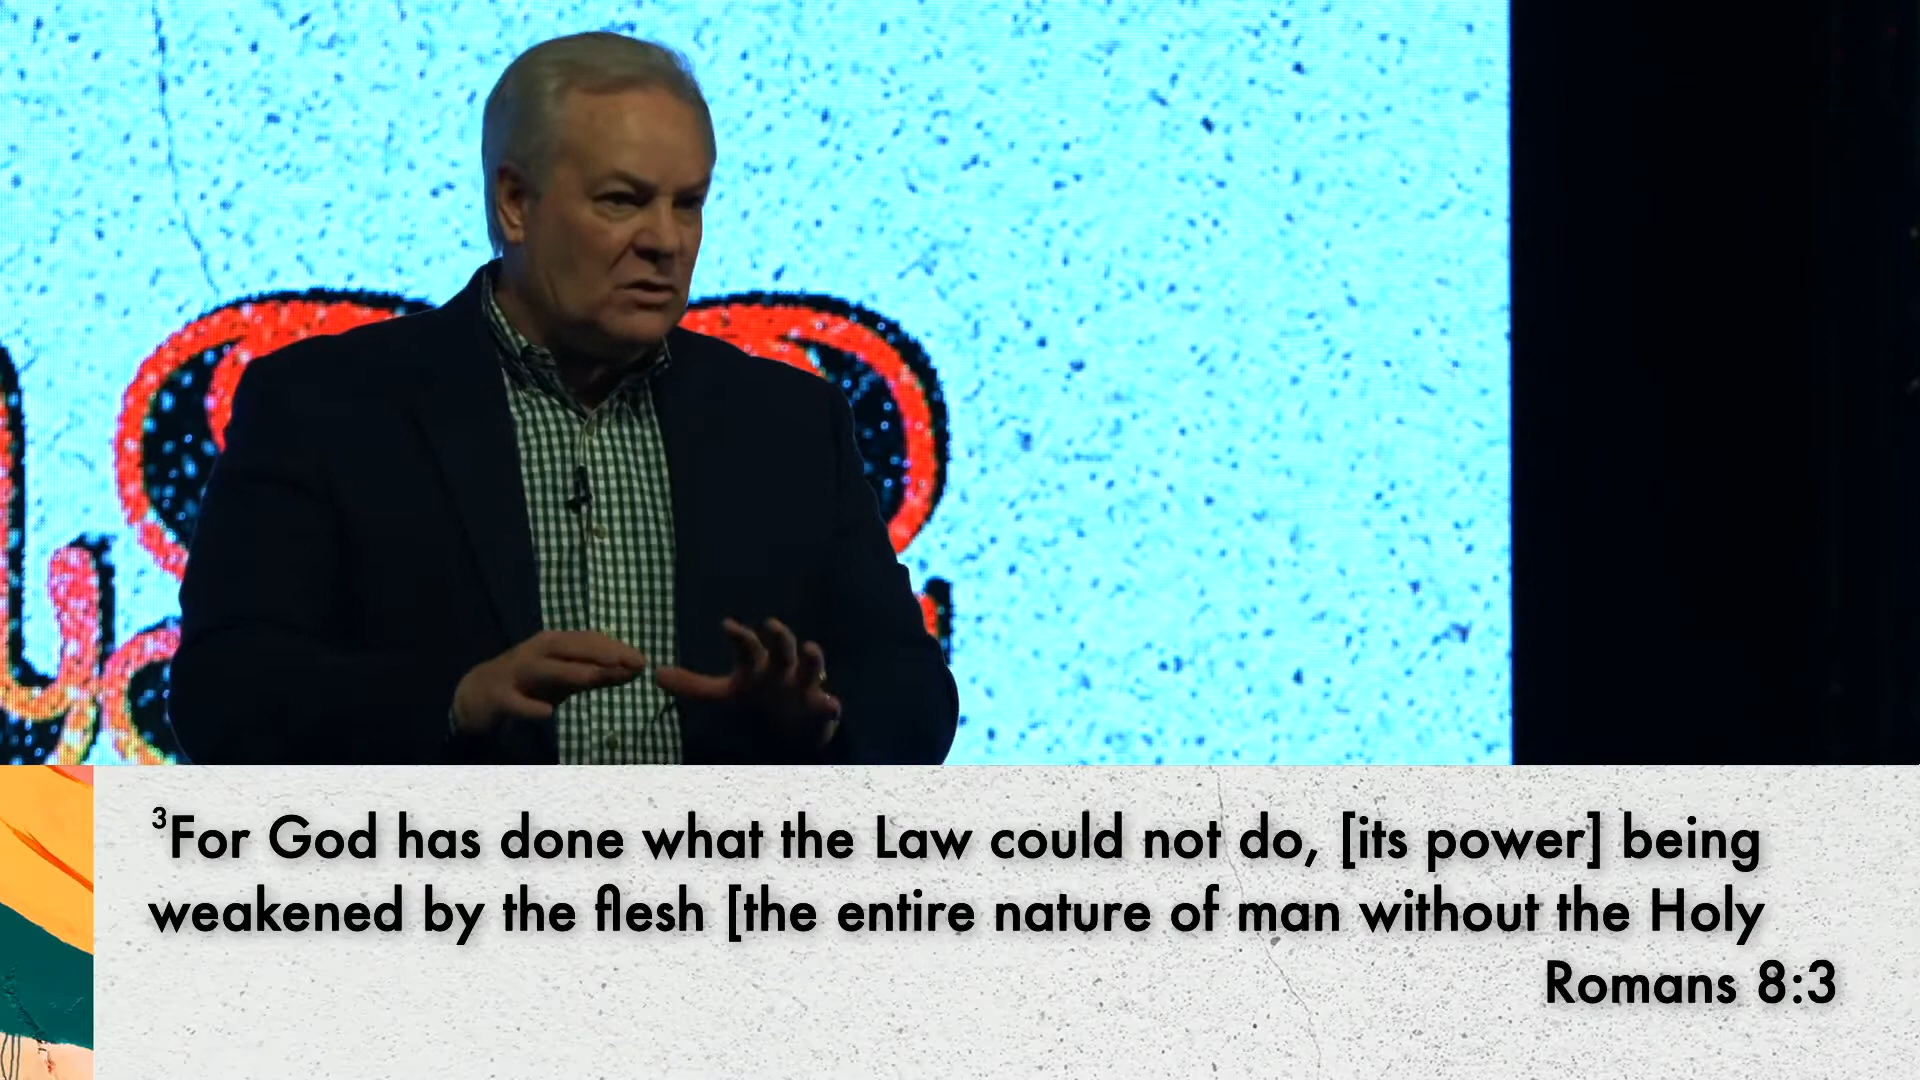 ³For God has done what the Law could not do, [its power] being
weakened by the flesh [the entire nature of man without the Holy
Romans 8:3